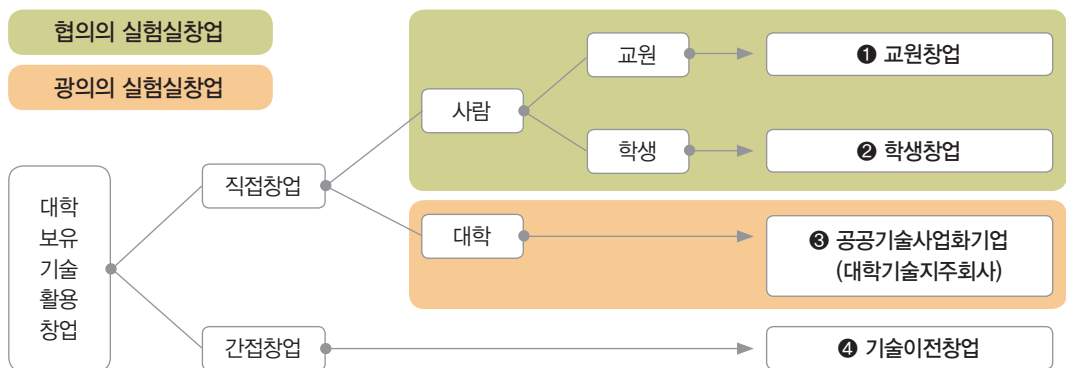 협의의 실험실창업
광의의 실험실창업
대학
보유
기술
활용
창업
직접창업
간접창업
사람
대학
교원
학생
❶ 교원창업
❷ 학생창업
❸ 공공기술사업화기업
(대학기술지주회사)
❹ 기술이전창업